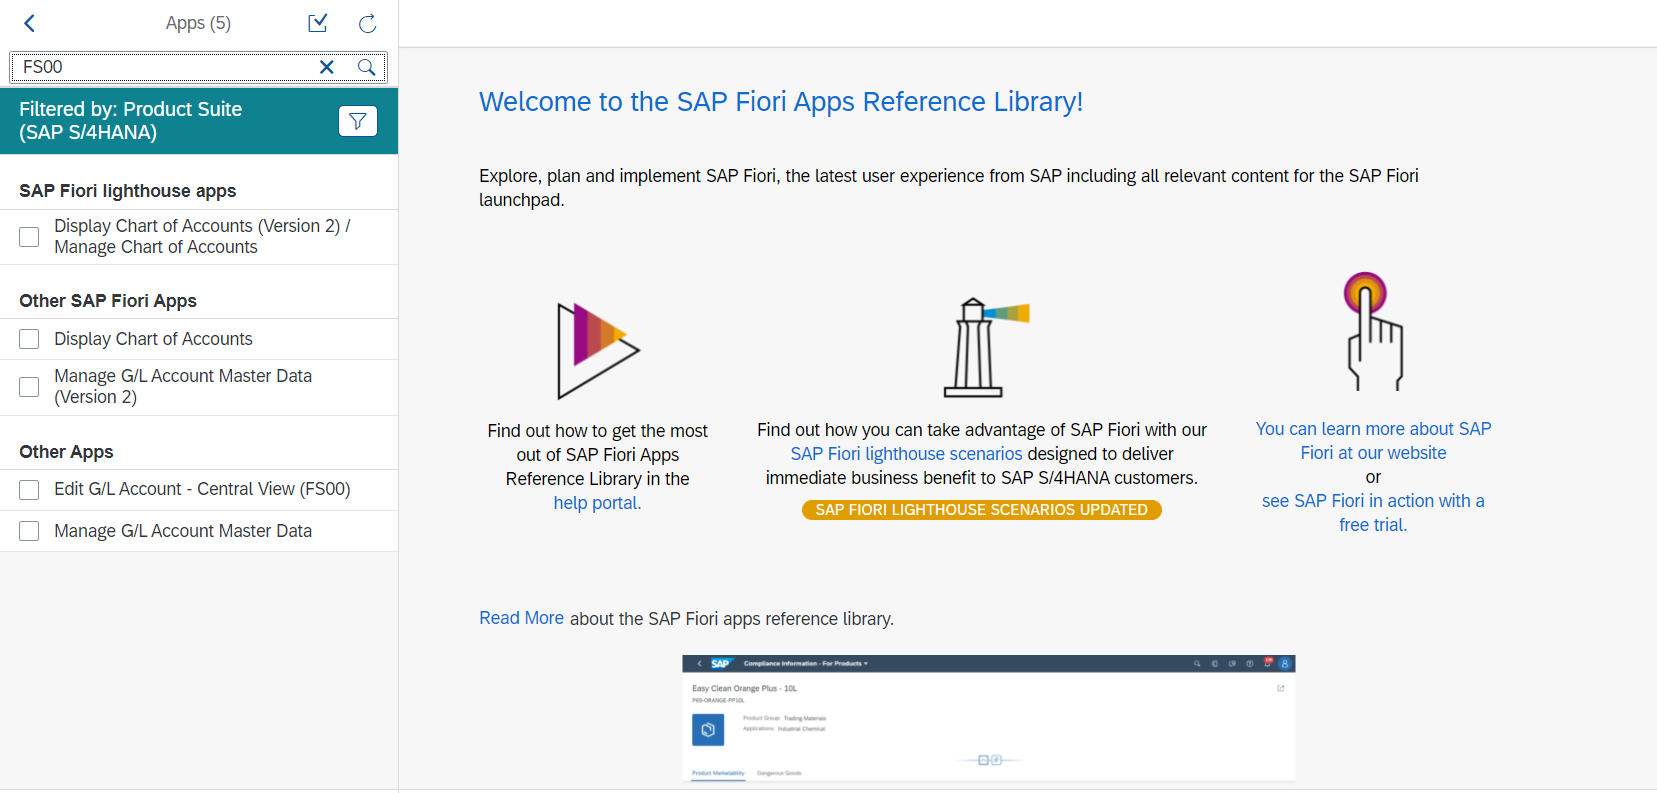 Apps (5)
FS00
Filtered by: Product Suite
(SAP S/4HANA)
SAP Fiori lighthouse apps
Display Chart of Accounts (Version 2) /
Manage Chart of Accounts
Other SAP Fiori Apps
Display Chart of Accounts
Manage G/L Account Master Data
(Version 2)
Other Apps
Edit G/L Account - Central View (FS00)
Manage G/L Account Master Data
Welcome to the SAP Fiori Apps Reference Library!
Explore, plan and implement SAP Fiori, the latest user experience from SAP including all relevant content for the SAP Fiori
launchpad.
Find out how to get the most
out of SAP Fiori Apps
Reference Library in the
help portal.
Find out how you can take advantage of SAP Fiori with our
SAP Fiori lighthouse scenarios designed to deliver
immediate business benefit to SAP S/4HANA customers.
SAP FIORI LIGHTHOUSE SCENARIOS UPDATED
You can learn more about SAP
Fiori at our website
or
see SAP Fiori in action with a
free trial.
Read More about the SAP Fiori apps reference library.
SAP Compliance Information - For Products
Easy Clean Orange Plus - 10L
P69-ORANGE-PP10L
Product Group: Trading Materials
Applications: Industrial Chemical
Product Marketability Dangerous Goods